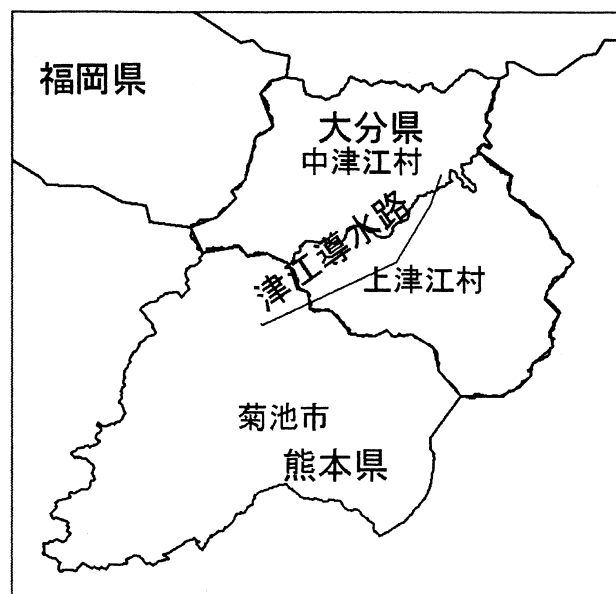 福岡県
大分県
中津江村
津江導水路
上津江村
菊池市
熊本県